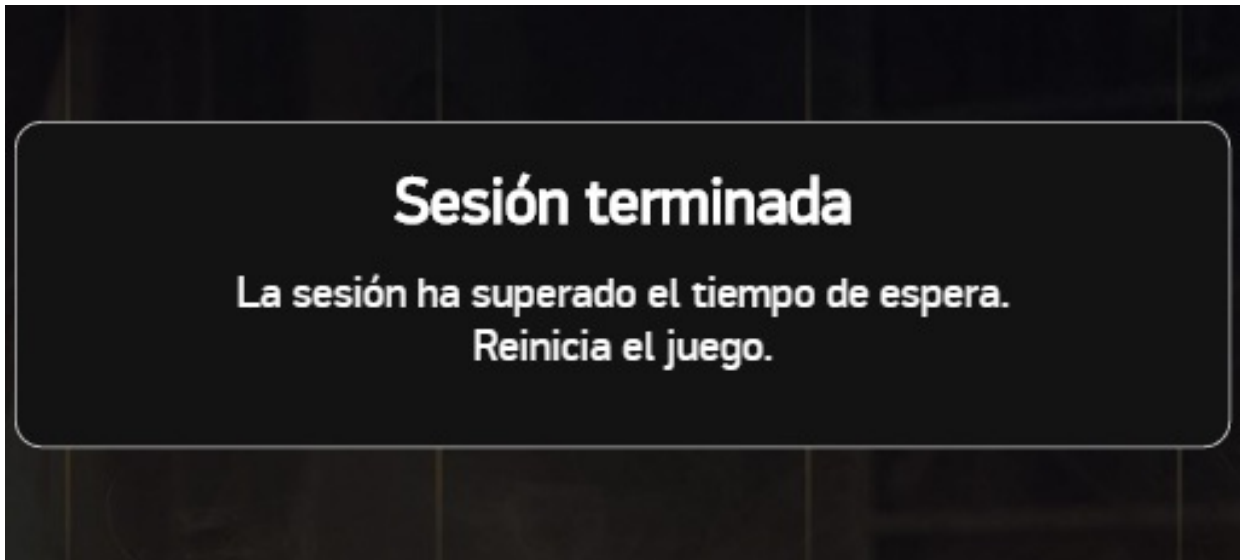 Sesión terminada
La sesión ha superado el tiempo de espera.
Reinicia el juego.